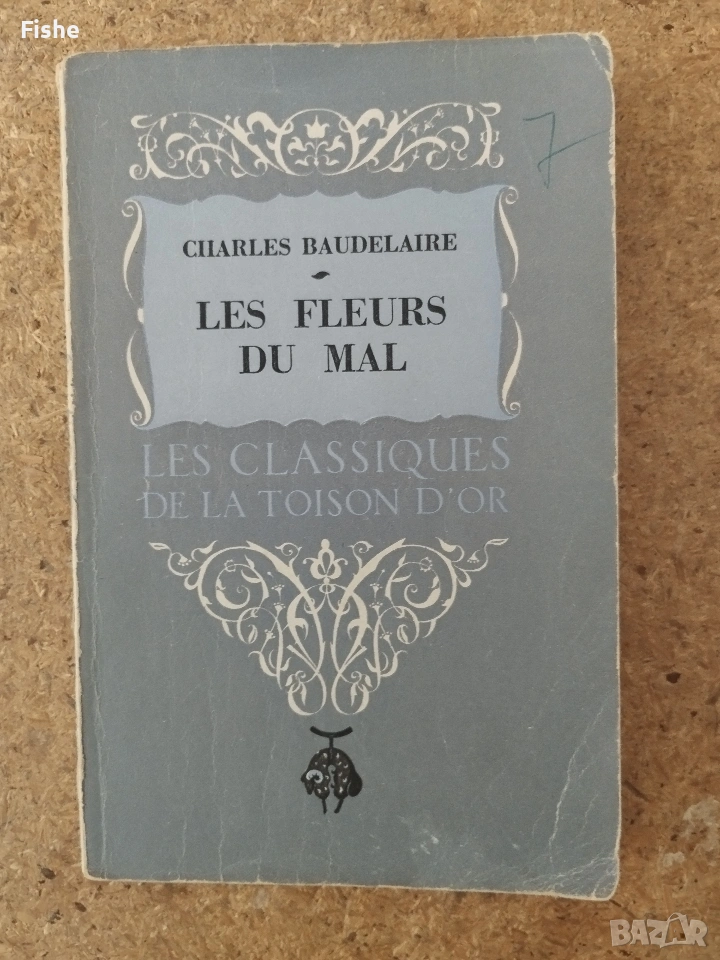 Fishe
7
CHARLES BAUDELAIRE
LES FLEURS
DU MAL
LES CLASSIQUES
DE LA TOISON D'OR
BAZAR